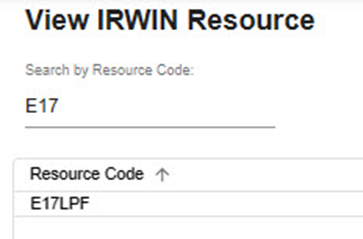 View IRWIN Resource
Search by Resource Code:
E17
Resource Code ↑
E17LPF